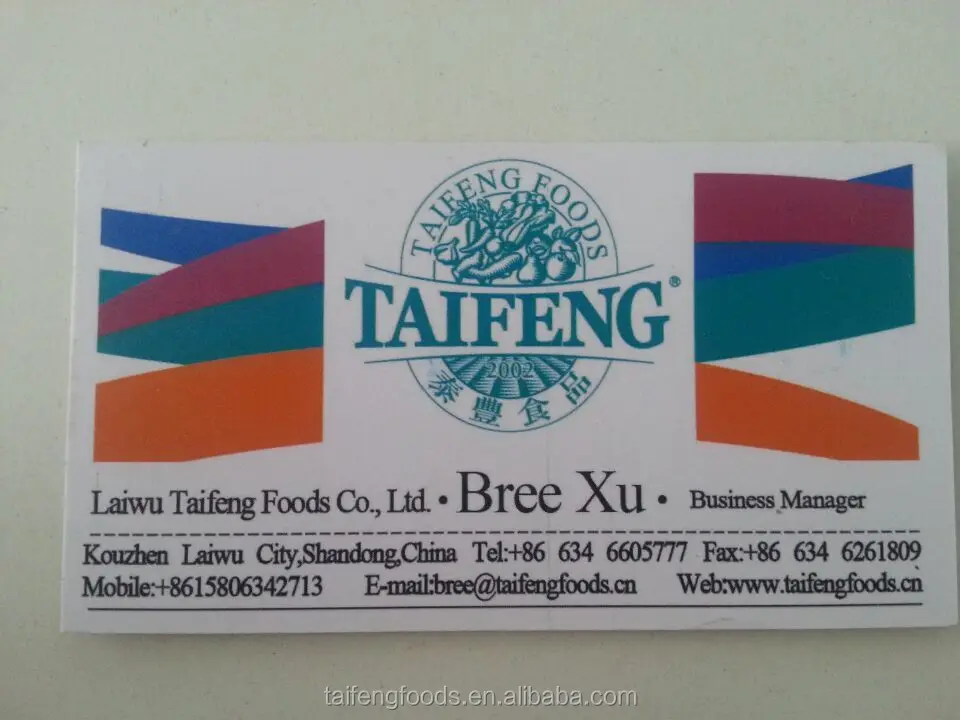 TAIFENG FOODS
TAIFENG®
2002
泰豐食品
Laiwu Taifeng Foods Co., Ltd. • Bree Xu • Business Manager
Kouzhen Laiwu City,Shandong,China Tel:+86 634 6605777 Fax:+86 634 6261809
Mobile:+8615806342713 E-mail:bree@taifengfoods.cn Web:www.taifengfoods.cn
taifengfoods.en.alibaba.com